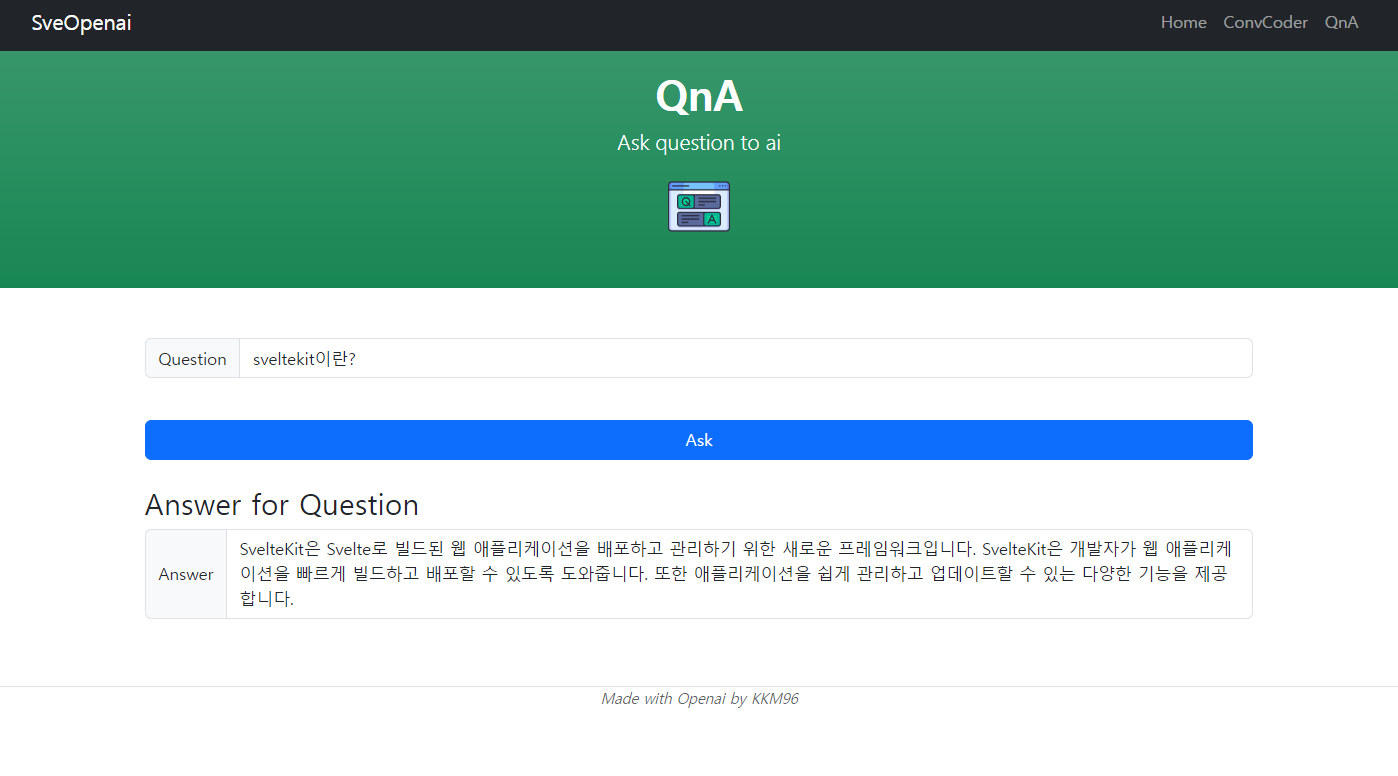 SveOpenai
Home ConvCoder QnA
QnA
Ask question to ai
Q
A
Question
sveltekit이란?
Ask
Answer for Question
Answer
SvelteKit은 Svelte로 빌드된 웹 애플리케이션을 배포하고 관리하기 위한 새로운 프레임워크입니다. SvelteKit은 개발자가 웹 애플리케
이션을 빠르게 빌드하고 배포할 수 있도록 도와줍니다. 또한 애플리케이션을 쉽게 관리하고 업데이트할 수 있는 다양한 기능을 제공
합니다.
Made with Openai by KKM96